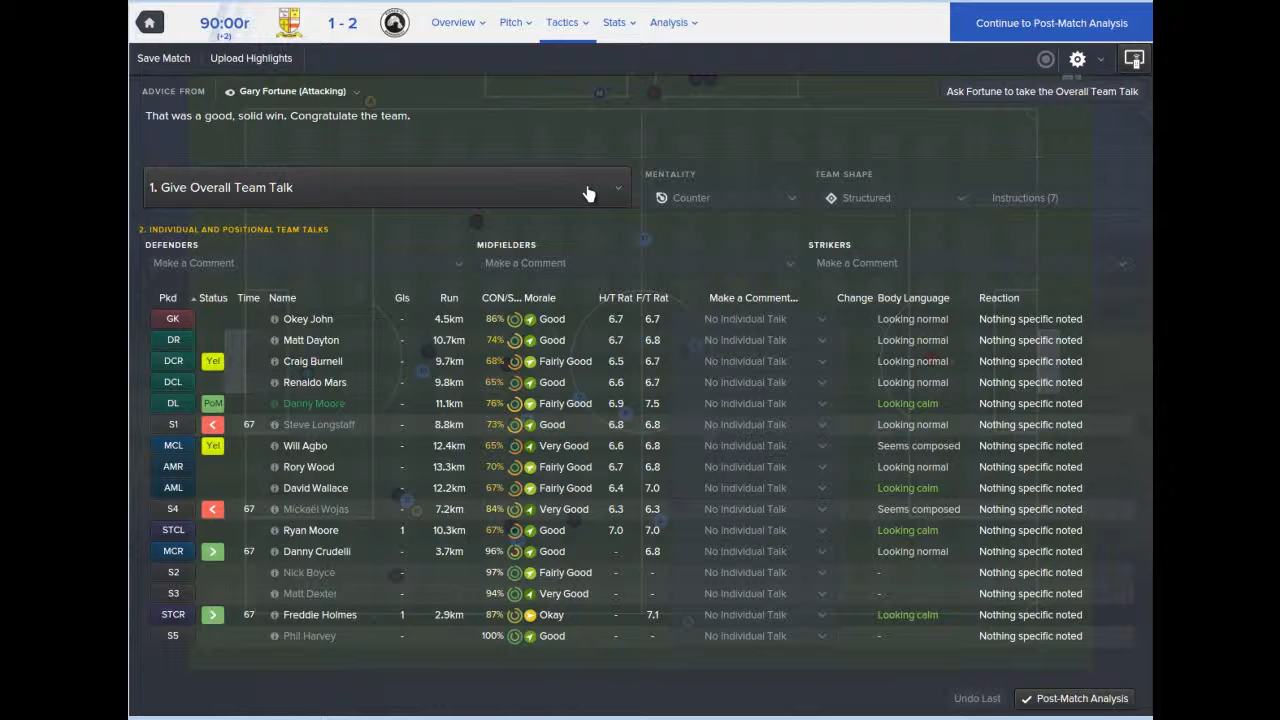 90:00r 1 - 2 Overview Pitch Tactics Stats Analysis Continue to Post-Match Analysis
(+2)
Save Match Upload Highlights
ADVICE FROM Gary Fortune (Attacking) Ask Fortune to take the Overall Team Talk
That was a good, solid win. Congratulate the team.
MENTALITY TEAM SHAPE
1. Give Overall Team Talk Counter Structured Instructions (7)
2. INDIVIDUAL AND POSITIONAL TEAM TALKS
DEFENDERS MIDFIELDERS STRIKERS
Make a Comment Make a Comment Make a Comment
Pkd Status Time Name Gls Run CON/S... Morale H/T Rat F/T Rat Make a Comment... Change Body Language Reaction
GK Okey John - 4.5km 86% Good 6.7 6.7 No Individual Talk Looking normal Nothing specific noted
DR Matt Dayton - 10.7km 74% Good 6.7 6.8 No Individual Talk Looking normal Nothing specific noted
DCR Yel Craig Burnell - 9.7km 68% Fairly Good 6.5 6.7 No Individual Talk Looking normal Nothing specific noted
DCL Renaldo Mars - 9.8km 65% Good 6.6 6.7 No Individual Talk Looking normal Nothing specific noted
DL PoM Danny Moore - 11.1km 76% Fairly Good 6.9 7.5 No Individual Talk Looking calm Nothing specific noted
S1 < 67 Steve Longstaff - 8.8km 73% Good 6.8 6.8 No Individual Talk Looking normal Nothing specific noted
MCL Yel Will Agbo - 12.4km 65% Very Good 6.6 6.8 No Individual Talk Seems composed Nothing specific noted
AMR Rory Wood - 13.3km 70% Fairly Good 6.7 6.8 No Individual Talk Looking normal Nothing specific noted
AML David Wallace - 12.2km 67% Fairly Good 6.4 7.0 No Individual Talk Looking calm Nothing specific noted
S4 < 67 Mickaël Wojas - 7.2km 84% Very Good 6.3 6.3 No Individual Talk Seems composed Nothing specific noted
STCL Ryan Moore 1 10.3km 67% Good 7.0 7.0 No Individual Talk Looking calm Nothing specific noted
MCR > 67 Danny Crudelli - 3.7km 96% Good - 6.8 No Individual Talk Looking normal Nothing specific noted
S2 Nick Boyce - 97% Fairly Good - - No Individual Talk - Nothing specific noted
S3 Matt Dexter - 94% Very Good - - No Individual Talk - Nothing specific noted
STCR > 67 Freddie Holmes 1 2.9km 87% Okay - 7.1 No Individual Talk Looking calm Nothing specific noted
S5 Phil Harvey - 100% Good - - No Individual Talk - Nothing specific noted
Undo Last Post-Match Analysis